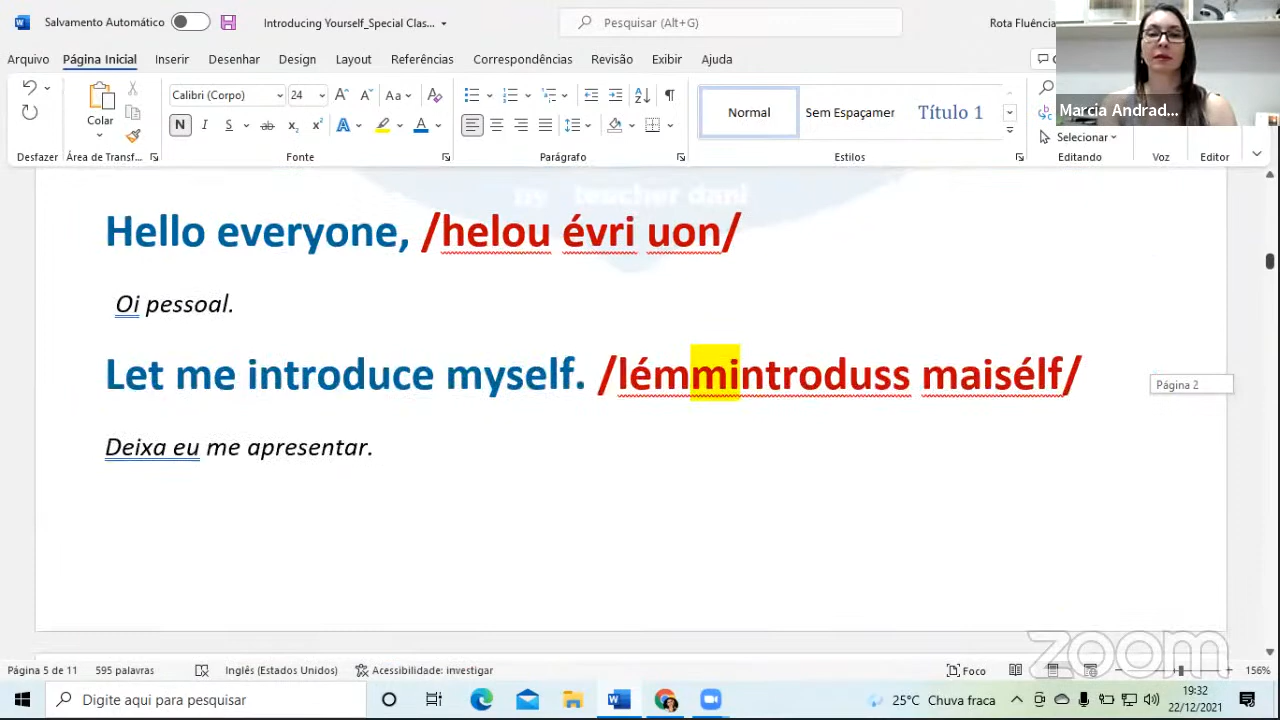 Salvamento Automático
Introducing Yourself_Special Clas...
Pesquisar (Alt+G)
Rota Fluência
Arquivo Página Inicial Inserir Desenhar Design Layout Referências Correspondências Revisão Exibir Ajuda
Marcia Andrad...
Calibri (Corpo) 24
Colar
Normal Sem Espaçamer Título 1
Selecionar
Desfazer Área de Transf... Fonte Parágrafo Estilos Editando Voz Editor
ny teacher dani
Hello everyone, /helou évri uon/
Oi pessoal.
Let me introduce myself. /lémmintroduss maisélf/
Página 2
Deixa eu me apresentar.
zoom
Página 5 de 11 595 palavras Inglês (Estados Unidos) Acessibilidade: investigar Foco 156%
Digite aqui para pesquisar
25°C Chuva fraca
19:32
22/12/2021